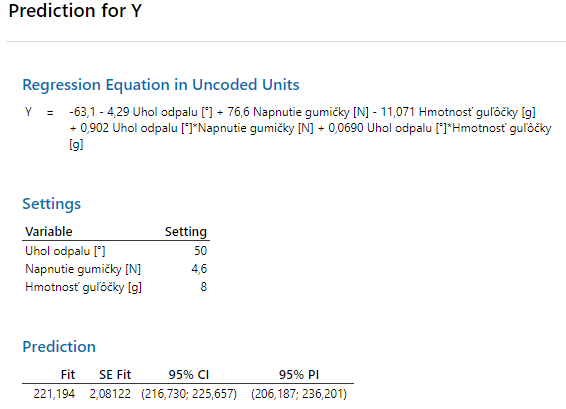 Prediction for Y
Regression Equation in Uncoded Units
Y = -63,1 - 4,29 Uhol odpalu [°] + 76,6 Napnutie gumičky [N] - 11,071 Hmotnosť guľôčky [g]
+ 0,902 Uhol odpalu [°]*Napnutie gumičky [N] + 0,0690 Uhol odpalu [°]*Hmotnosť guľôčky
[g]
Settings
Variable Setting
Uhol odpalu [°] 50
Napnutie gumičky [N] 4,6
Hmotnosť guľôčky [g] 8
Prediction
Fit SE Fit 95% CI 95% PI
221,194 2,08122 (216,730; 225,657) (206,187; 236,201)